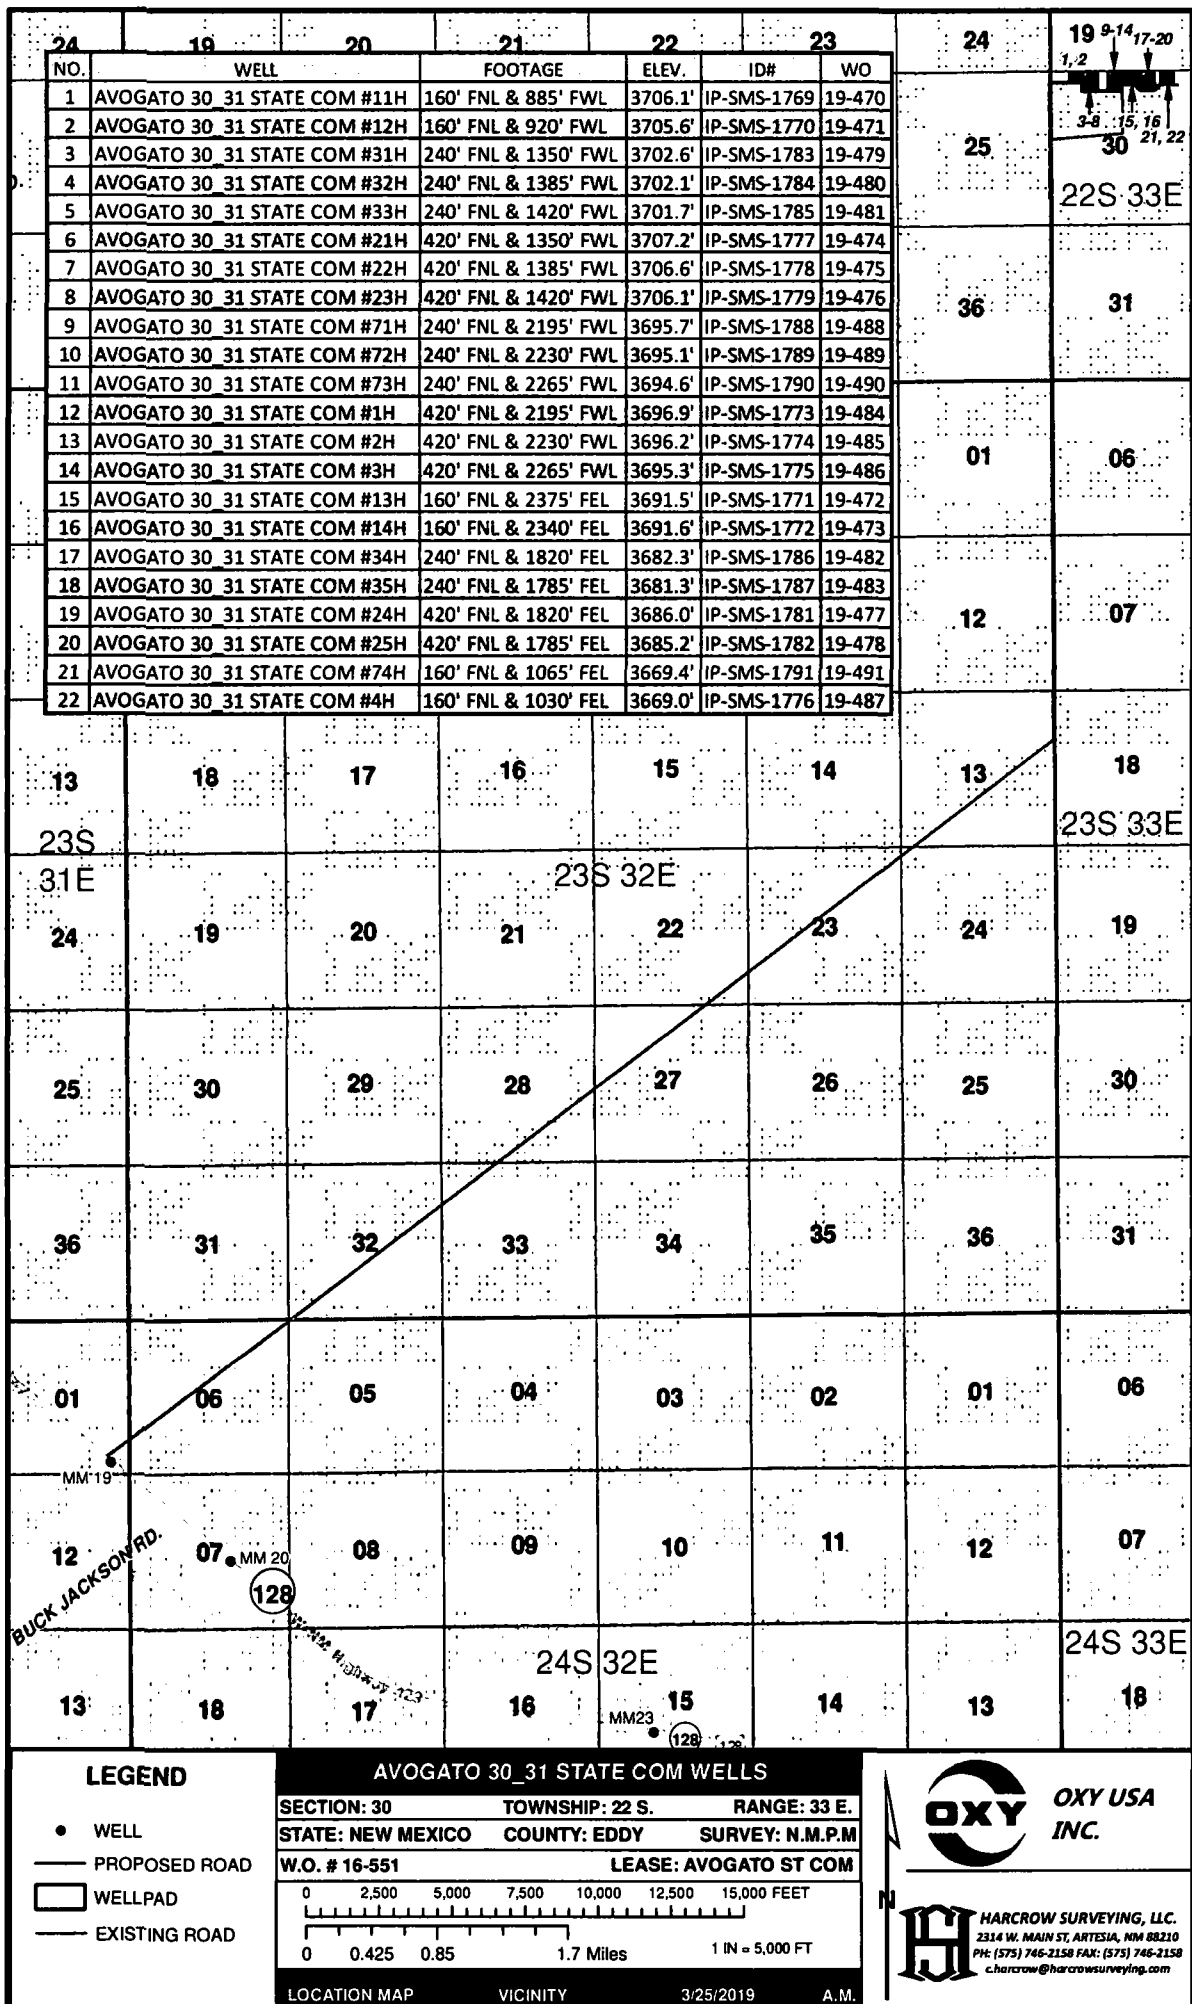 24 19 20 21 22 23 24 19 9-14 17-20
1, 2
3-8 15, 16
21, 22
25 30
22S 33E
NO. WELL FOOTAGE ELEV. ID# WO
1 AVOGATO 30_31 STATE COM #11H 160' FNL & 885' FWL 3706.1' IP-SMS-1769 19-470
2 AVOGATO 30_31 STATE COM #12H 160' FNL & 920' FWL 3705.6' IP-SMS-1770 19-471
3 AVOGATO 30_31 STATE COM #31H 240' FNL & 1350' FWL 3702.6' IP-SMS-1783 19-479
4 AVOGATO 30_31 STATE COM #32H 240' FNL & 1385' FWL 3702.1' IP-SMS-1784 19-480
5 AVOGATO 30_31 STATE COM #33H 240' FNL & 1420' FWL 3701.7' IP-SMS-1785 19-481
6 AVOGATO 30_31 STATE COM #21H 420' FNL & 1350' FWL 3707.2' IP-SMS-1777 19-474
7 AVOGATO 30_31 STATE COM #22H 420' FNL & 1385' FWL 3706.6' IP-SMS-1778 19-475
8 AVOGATO 30_31 STATE COM #23H 420' FNL & 1420' FWL 3706.1' IP-SMS-1779 19-476
9 AVOGATO 30_31 STATE COM #71H 240' FNL & 2195' FWL 3695.7' IP-SMS-1788 19-488
10 AVOGATO 30_31 STATE COM #72H 240' FNL & 2230' FWL 3695.1' IP-SMS-1789 19-489
11 AVOGATO 30_31 STATE COM #73H 240' FNL & 2265' FWL 3694.6' IP-SMS-1790 19-490
12 AVOGATO 30_31 STATE COM #1H 420' FNL & 2195' FWL 3696.9' IP-SMS-1773 19-484
13 AVOGATO 30_31 STATE COM #2H 420' FNL & 2230' FWL 3696.2' IP-SMS-1774 19-485
14 AVOGATO 30_31 STATE COM #3H 420' FNL & 2265' FWL 3695.3' IP-SMS-1775 19-486
15 AVOGATO 30_31 STATE COM #13H 160' FNL & 2375' FEL 3691.5' IP-SMS-1771 19-472
16 AVOGATO 30_31 STATE COM #14H 160' FNL & 2340' FEL 3691.6' IP-SMS-1772 19-473
17 AVOGATO 30_31 STATE COM #34H 240' FNL & 1820' FEL 3682.3' IP-SMS-1786 19-482
18 AVOGATO 30_31 STATE COM #35H 240' FNL & 1785' FEL 3681.3' IP-SMS-1787 19-483
19 AVOGATO 30_31 STATE COM #24H 420' FNL & 1820' FEL 3686.0' IP-SMS-1781 19-477
20 AVOGATO 30_31 STATE COM #25H 420' FNL & 1785' FEL 3685.2' IP-SMS-1782 19-478
21 AVOGATO 30_31 STATE COM #74H 160' FNL & 1065' FEL 3669.4' IP-SMS-1791 19-491
22 AVOGATO 30_31 STATE COM #4H 160' FNL & 1030' FEL 3669.0' IP-SMS-1776 19-487
36 31
01 06
12 07
13 18 17 16 15 14 13 18
23S
31E
23S 32E
23S 33E
24 19 20 21 22 23 24 19
25 30 29 28 27 26 25 30
36 31 32 33 34 35 36 31
01 06 05 04 03 02 01 06
MM 19
12 07 MM 20 08 09 10 11 12 07
BUCK JACKSON RD.
128
24S 32E
24S 33E
13 18 17 16 15 14 13 18
MM23
128
128
LEGEND
WELL
PROPOSED ROAD
WELLPAD
EXISTING ROAD
AVOGATO 30_31 STATE COM WELLS
SECTION: 30 TOWNSHIP: 22 S. RANGE: 33 E.
STATE: NEW MEXICO COUNTY: EDDY SURVEY: N.M.P.M
W.O. # 16-551 LEASE: AVOGATO ST COM
0 2,500 5,000 7,500 10,000 12,500 15,000 FEET
0 0.425 0.85 1.7 Miles 1 IN = 5,000 FT
LOCATION MAP VICINITY 3/25/2019 A.M.
N
OXY
OXY USA
INC.
HARCROW SURVEYING, LLC.
2314 W. MAIN ST, ARTESIA, NM 88210
PH: (575) 746-2158 FAX: (575) 746-2158
c.harcrow@harcrowsurveying.com